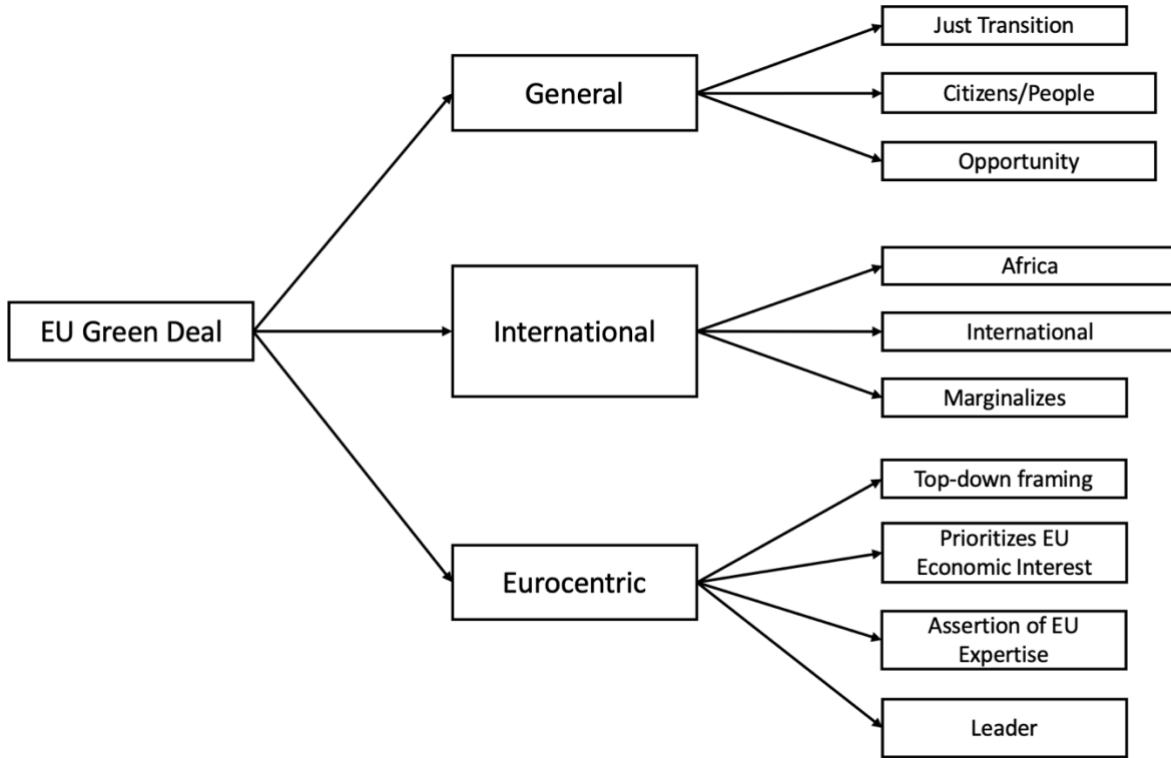 Just Transition
General
Citizens/People
Opportunity
Africa
EU Green Deal
International
International
Marginalizes
Top-down framing
Prioritizes EU
Economic Interest
Eurocentric
Assertion of EU
Expertise
Leader